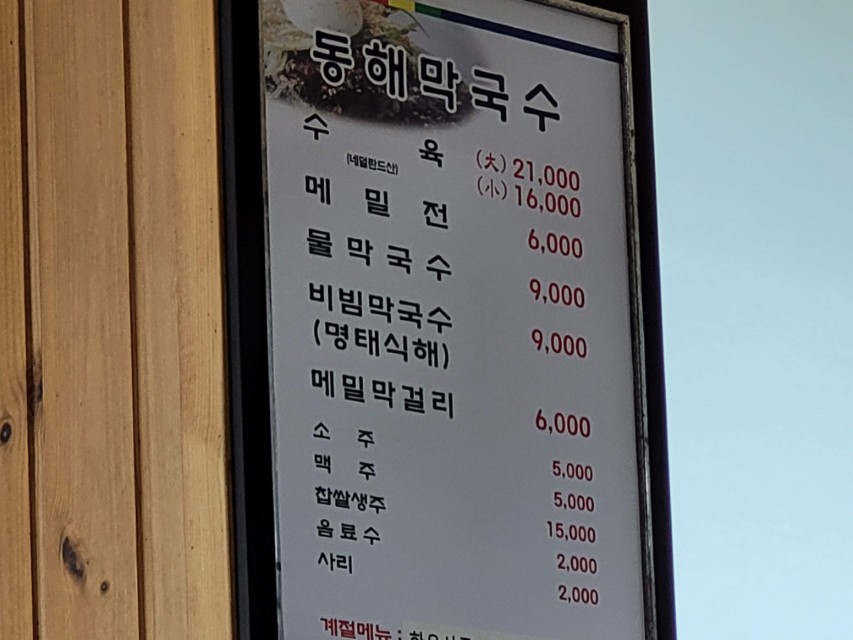 동해막국수
수 육 (大) 21,000
(네덜란드산) (小) 16,000
메 밀 전 6,000
물 막 국 수 9,000
비빔막국수 9,000
(명태식해)
메밀막걸리 6,000
소 주 5,000
맥 주 5,000
찹쌀생주 15,000
음료수 2,000
사리 2,000
계절메뉴 :